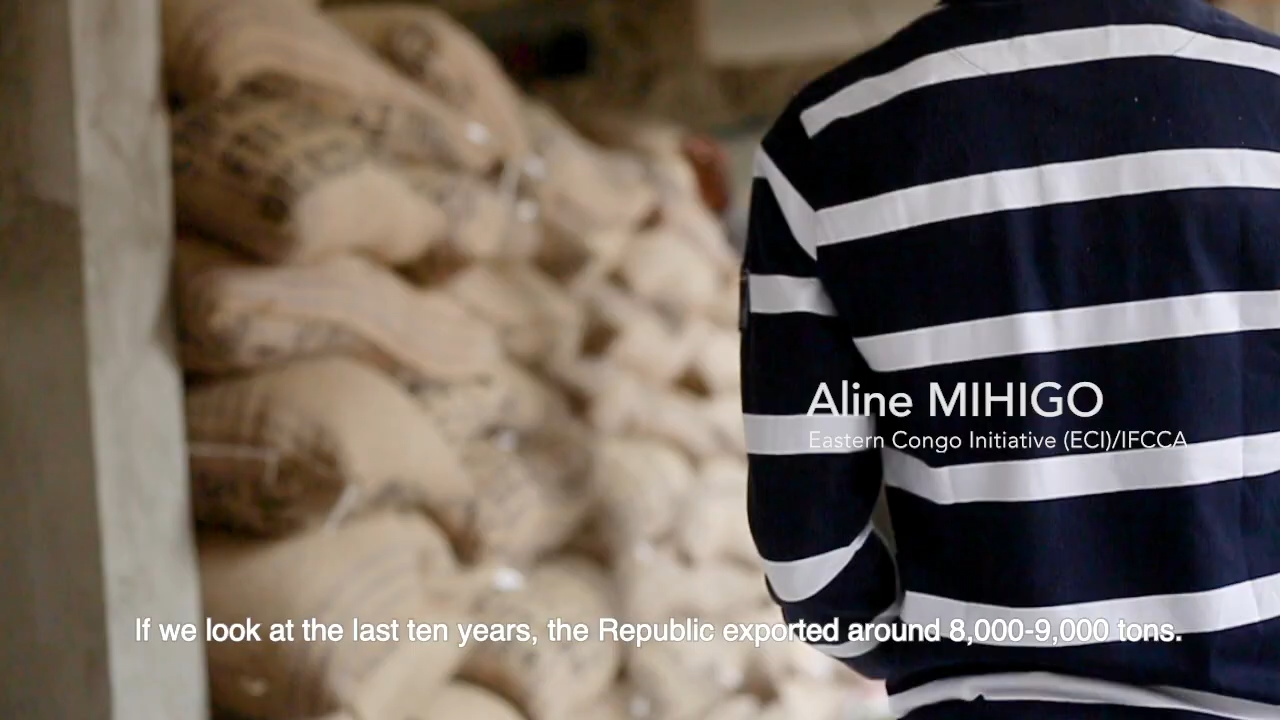 Aline MIHIGO
Eastern Congo Initiative (ECI)/IFCCA
If we look at the last ten years, the Republic exported around 8,000-9,000 tons.